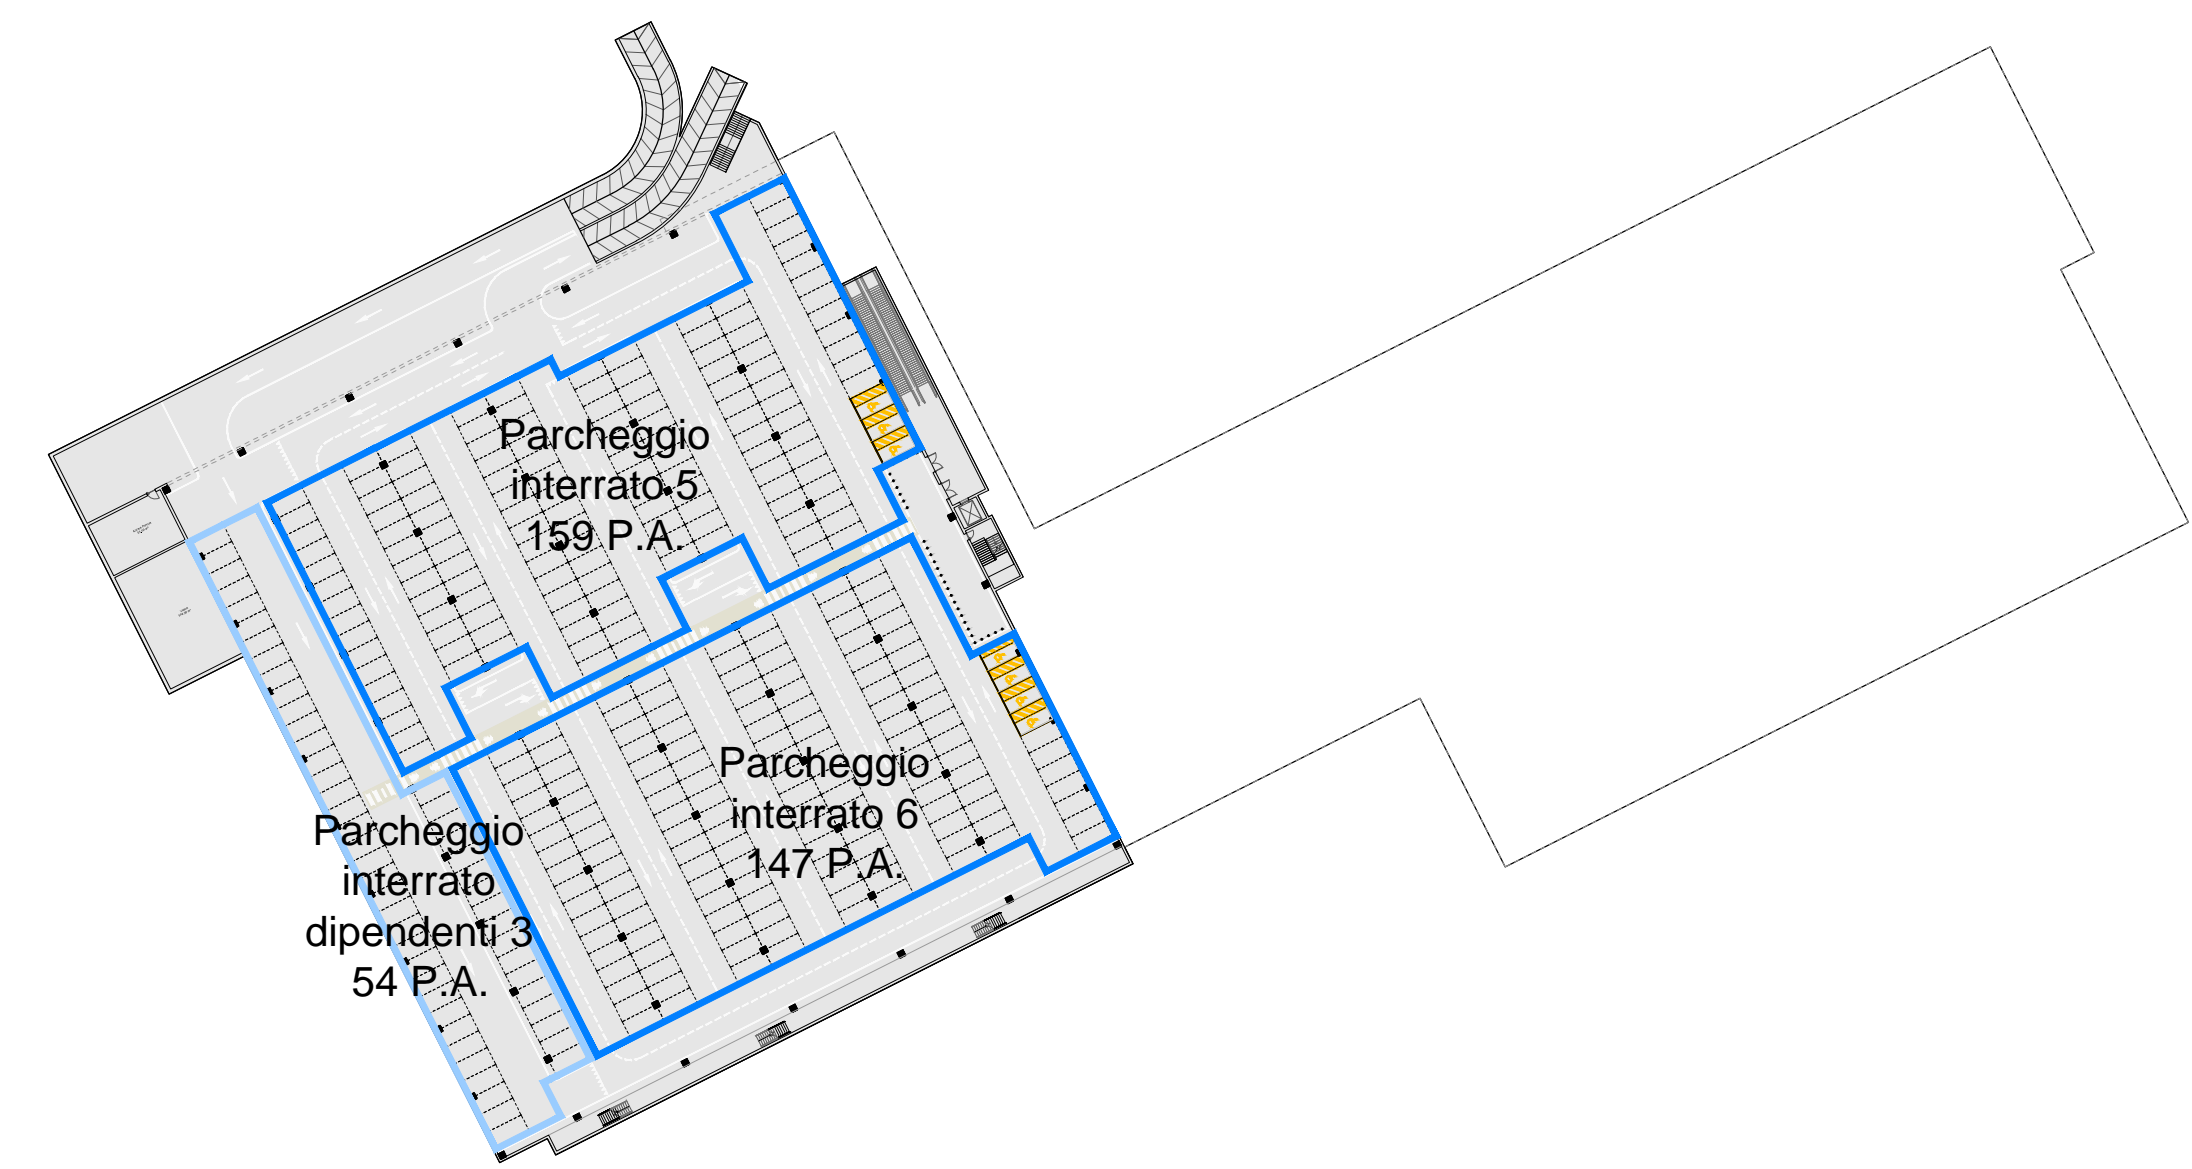 Parcheggio
interrato 5
159 P.A.
Parcheggio
interrato 6
147 P.A.
Parcheggio
interrato
dipendenti 3
54 P.A.